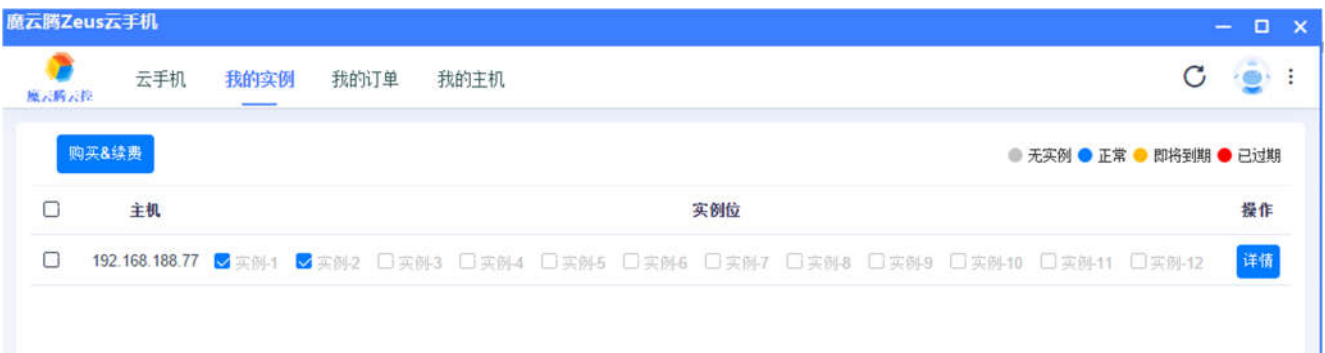 魔云腾Zeus云手机
魔云腾云控 云手机 我的实例 我的订单 我的主机
购买&续费 无实例 正常 即将到期 已过期
主机 实例位 操作
192.168.188.77 实例-1 实例-2 实例-3 实例-4 实例-5 实例-6 实例-7 实例-8 实例-9 实例-10 实例-11 实例-12 详情